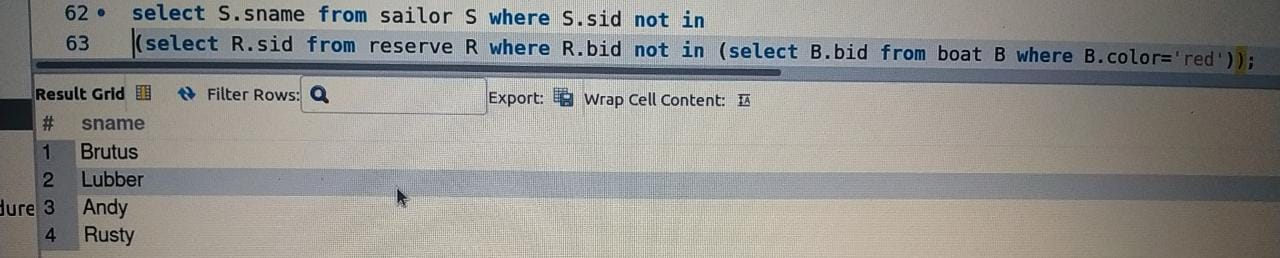 62 select S.sname from sailor S where S.sid not in
63 (select R.sid from reserve R where R.bid not in (select B.bid from boat B where B.color='red'));
Result Grid Filter Rows: Export: Wrap Cell Content:
# sname
1 Brutus
2 Lubber
dure 3 Andy
4 Rusty